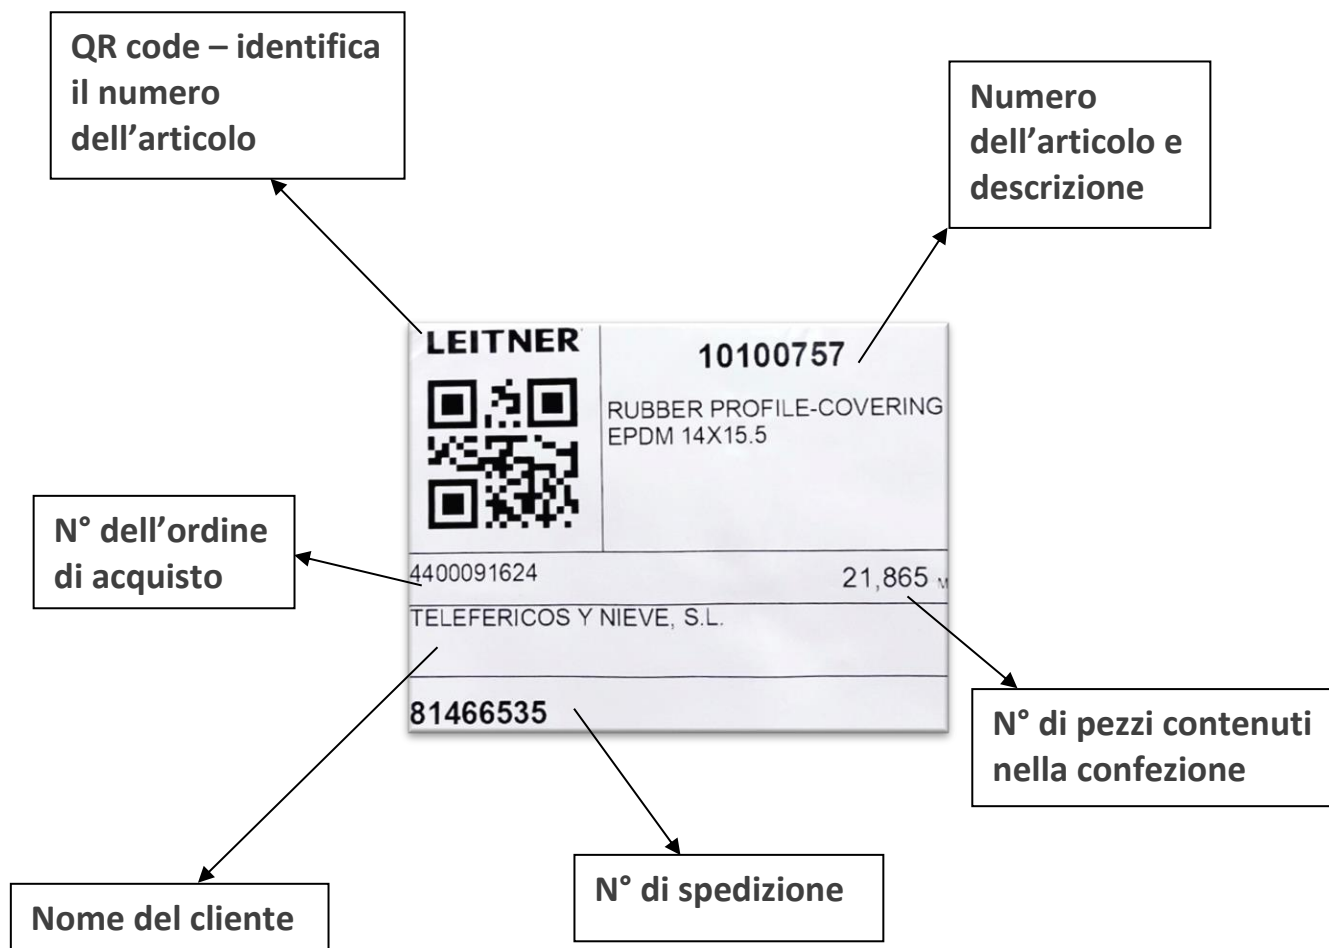 QR code – identifica
il numero
dell’articolo
Numero
dell’articolo e
descrizione
LEITNER
10100757
RUBBER PROFILE-COVERING
EPDM 14X15.5
N° dell’ordine
di acquisto
4400091624
21,865 M
TELEFERICOS Y NIEVE, S.L.
81466535
N° di pezzi contenuti
nella confezione
N° di spedizione
Nome del cliente